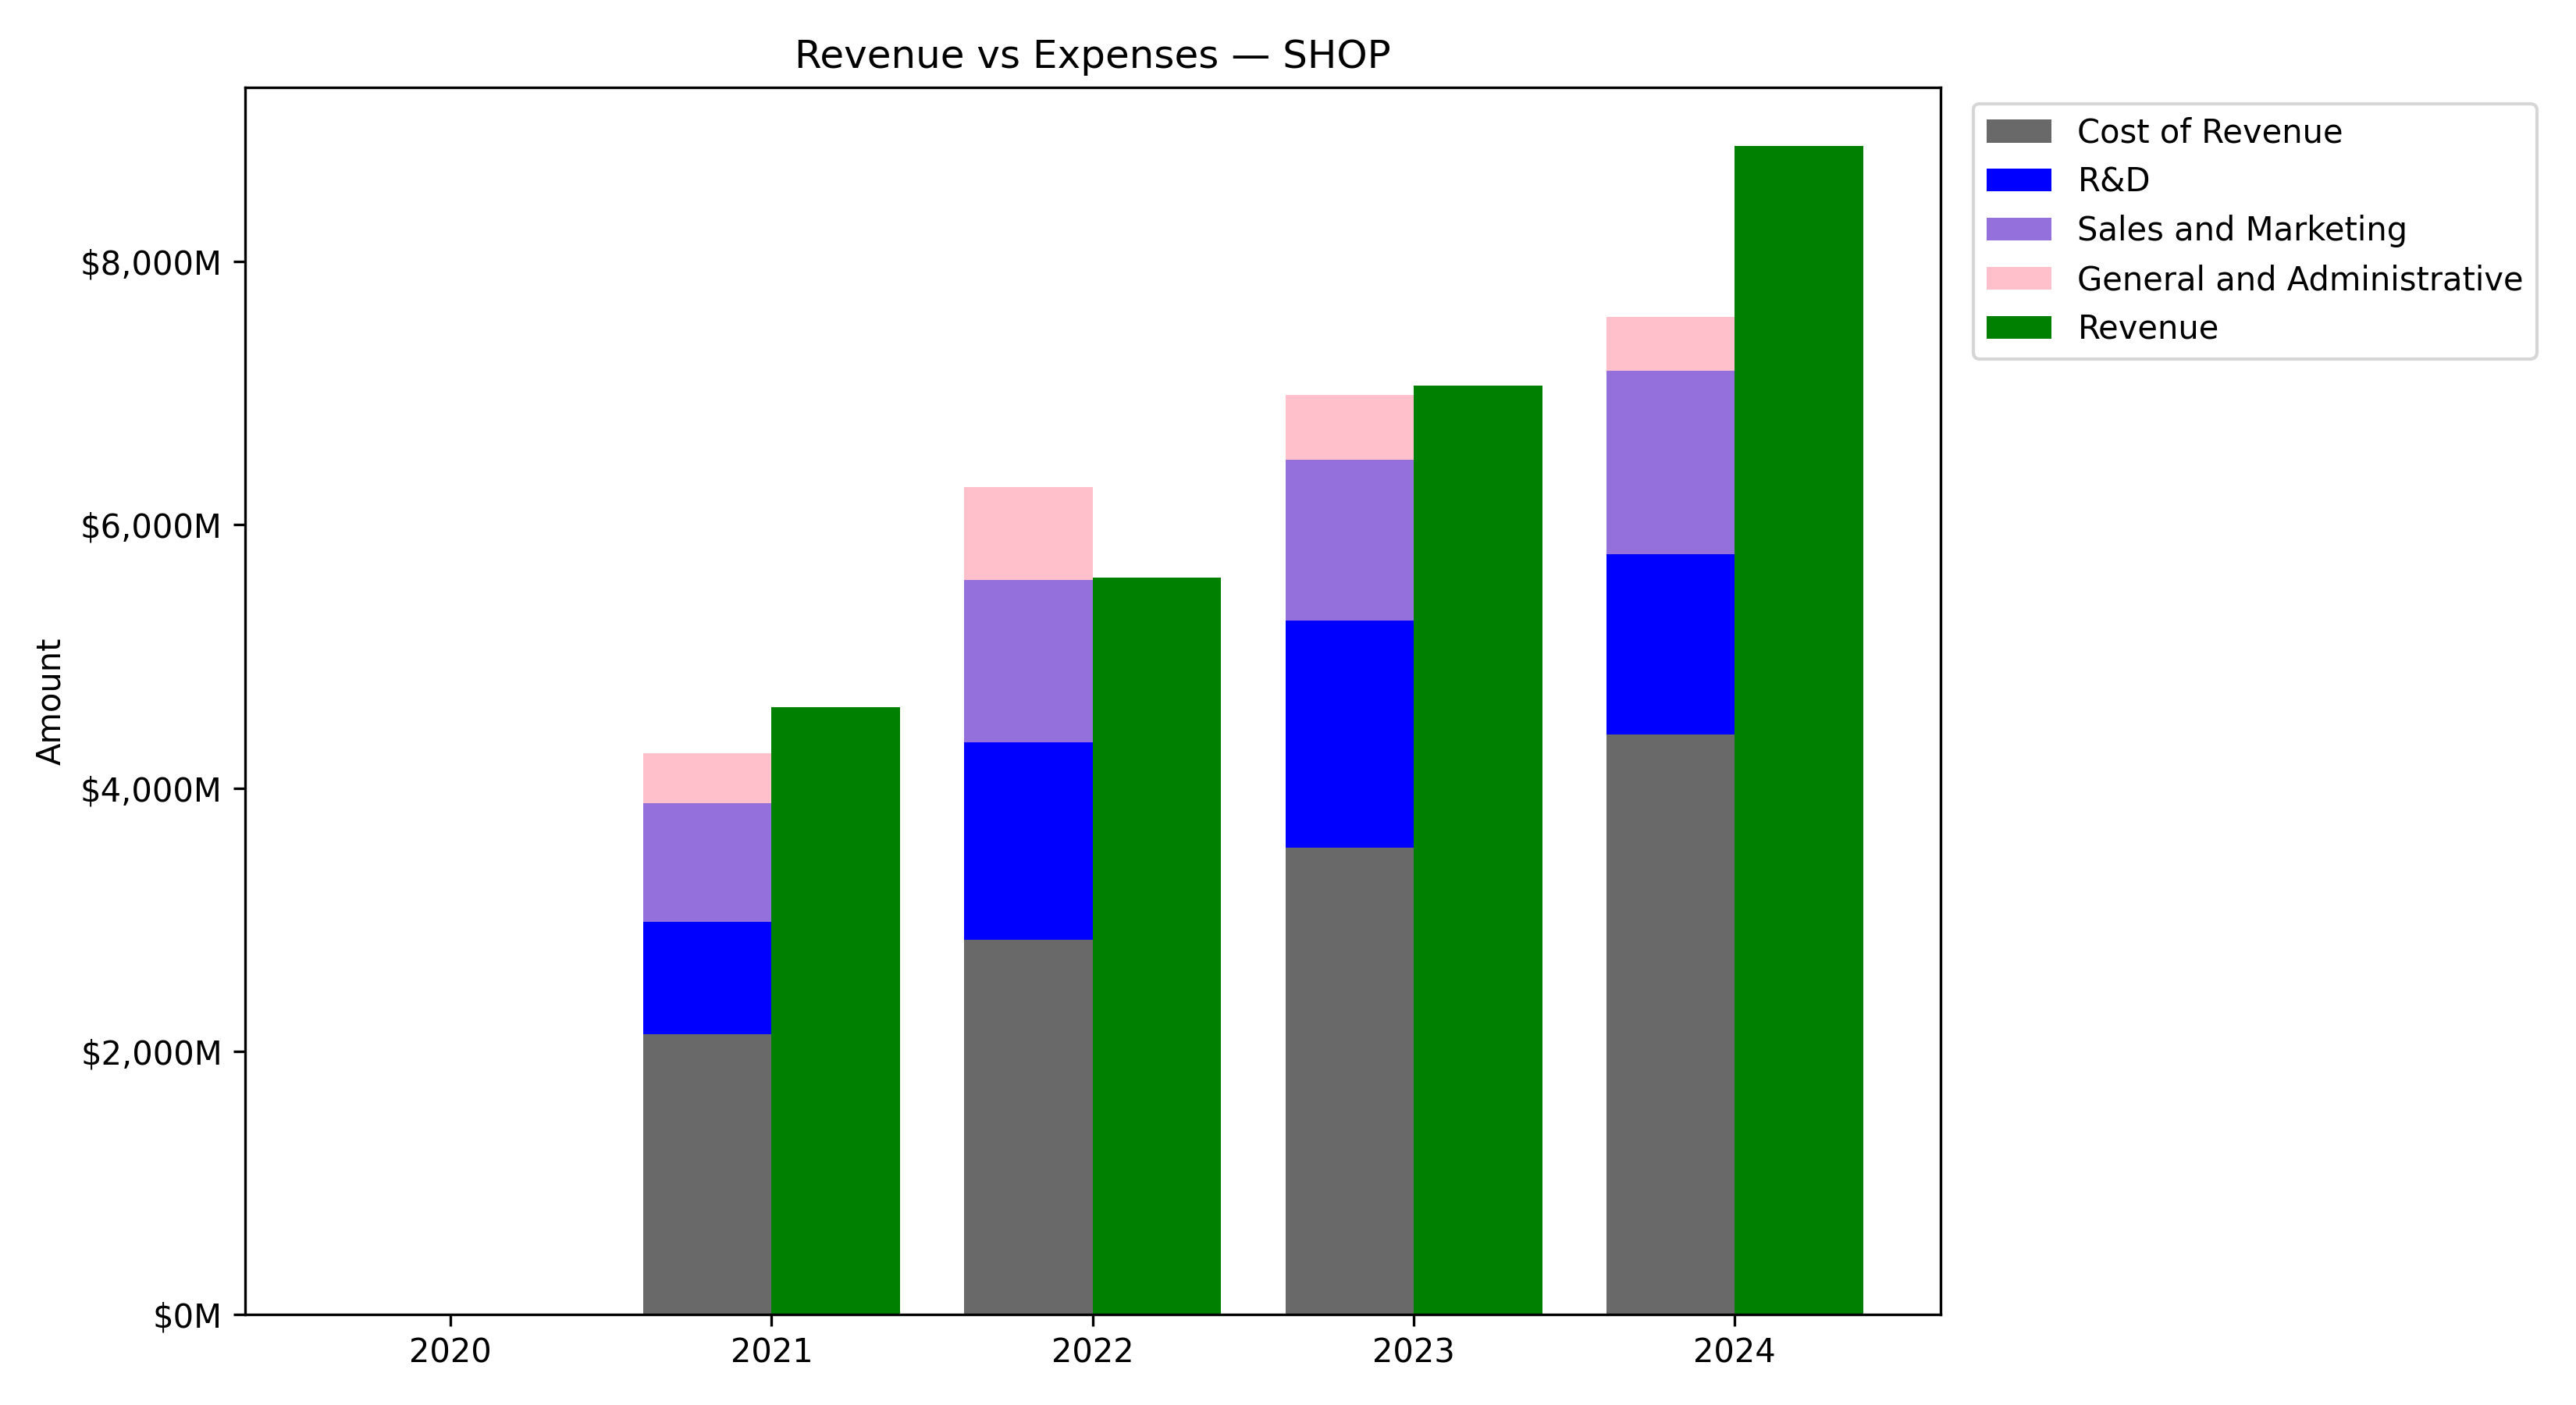 Revenue vs Expenses — SHOP
Amount
$8,000M
$6,000M
$4,000M
$2,000M
$0M
2020
2021
2022
2023
2024
Cost of Revenue
R&D
Sales and Marketing
General and Administrative
Revenue